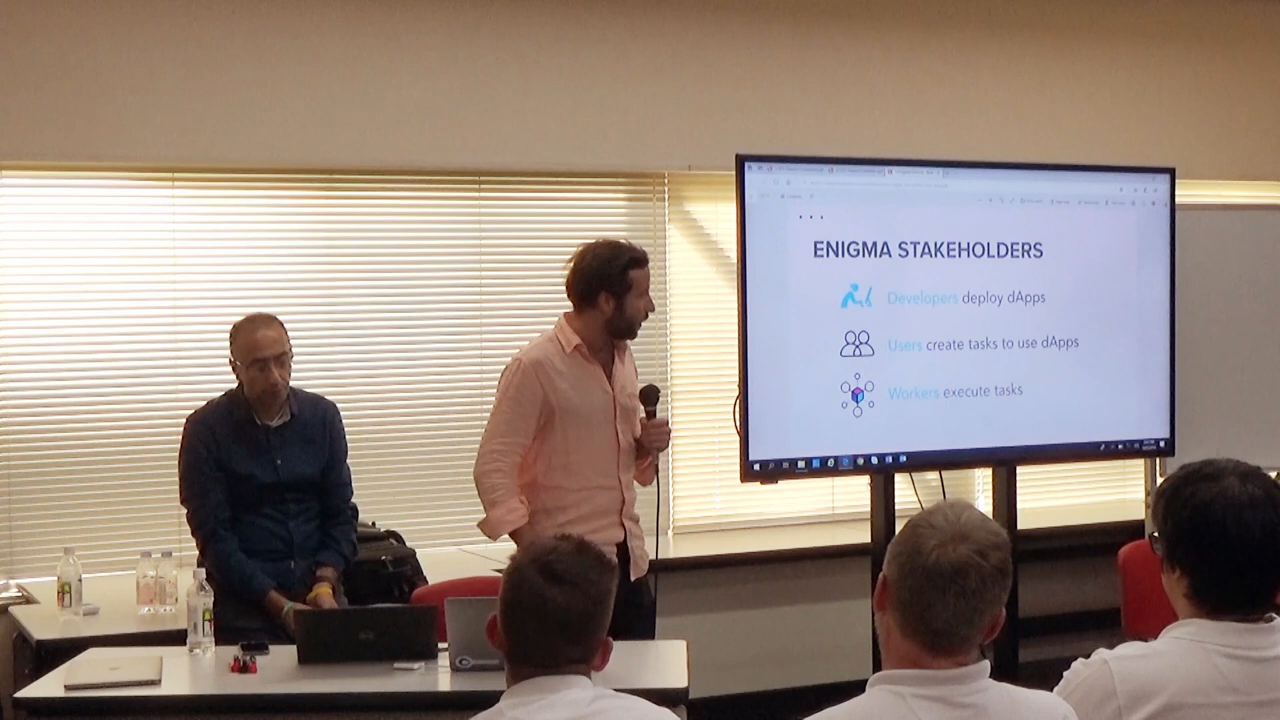 ENIGMA STAKEHOLDERS
Developers deploy dApps
Users create tasks to use dApps
Workers execute tasks